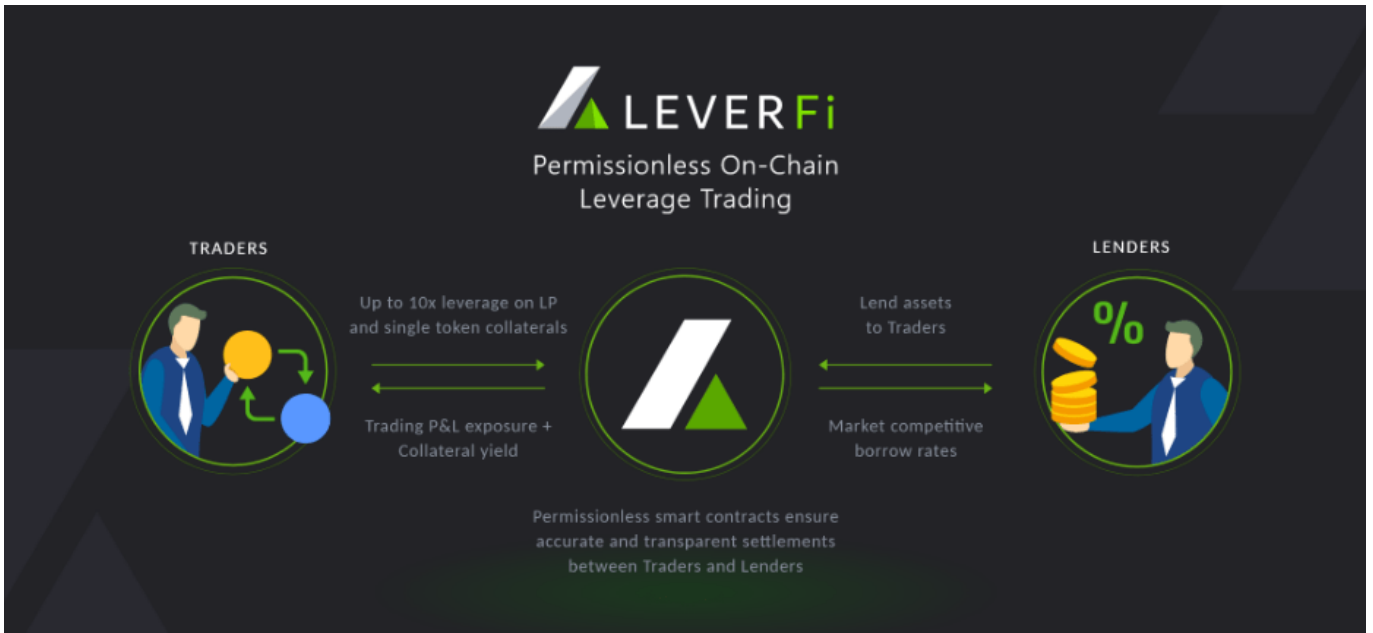 LEVERFi
Permissionless On-Chain
Leverage Trading
TRADERS
LENDERS
Up to 10x leverage on LP
and single token collaterals
Trading P&L exposure +
Collateral yield
Lend assets
to Traders
Market competitive
borrow rates
%
Permissionless smart contracts ensure
accurate and transparent settlements
between Traders and Lenders